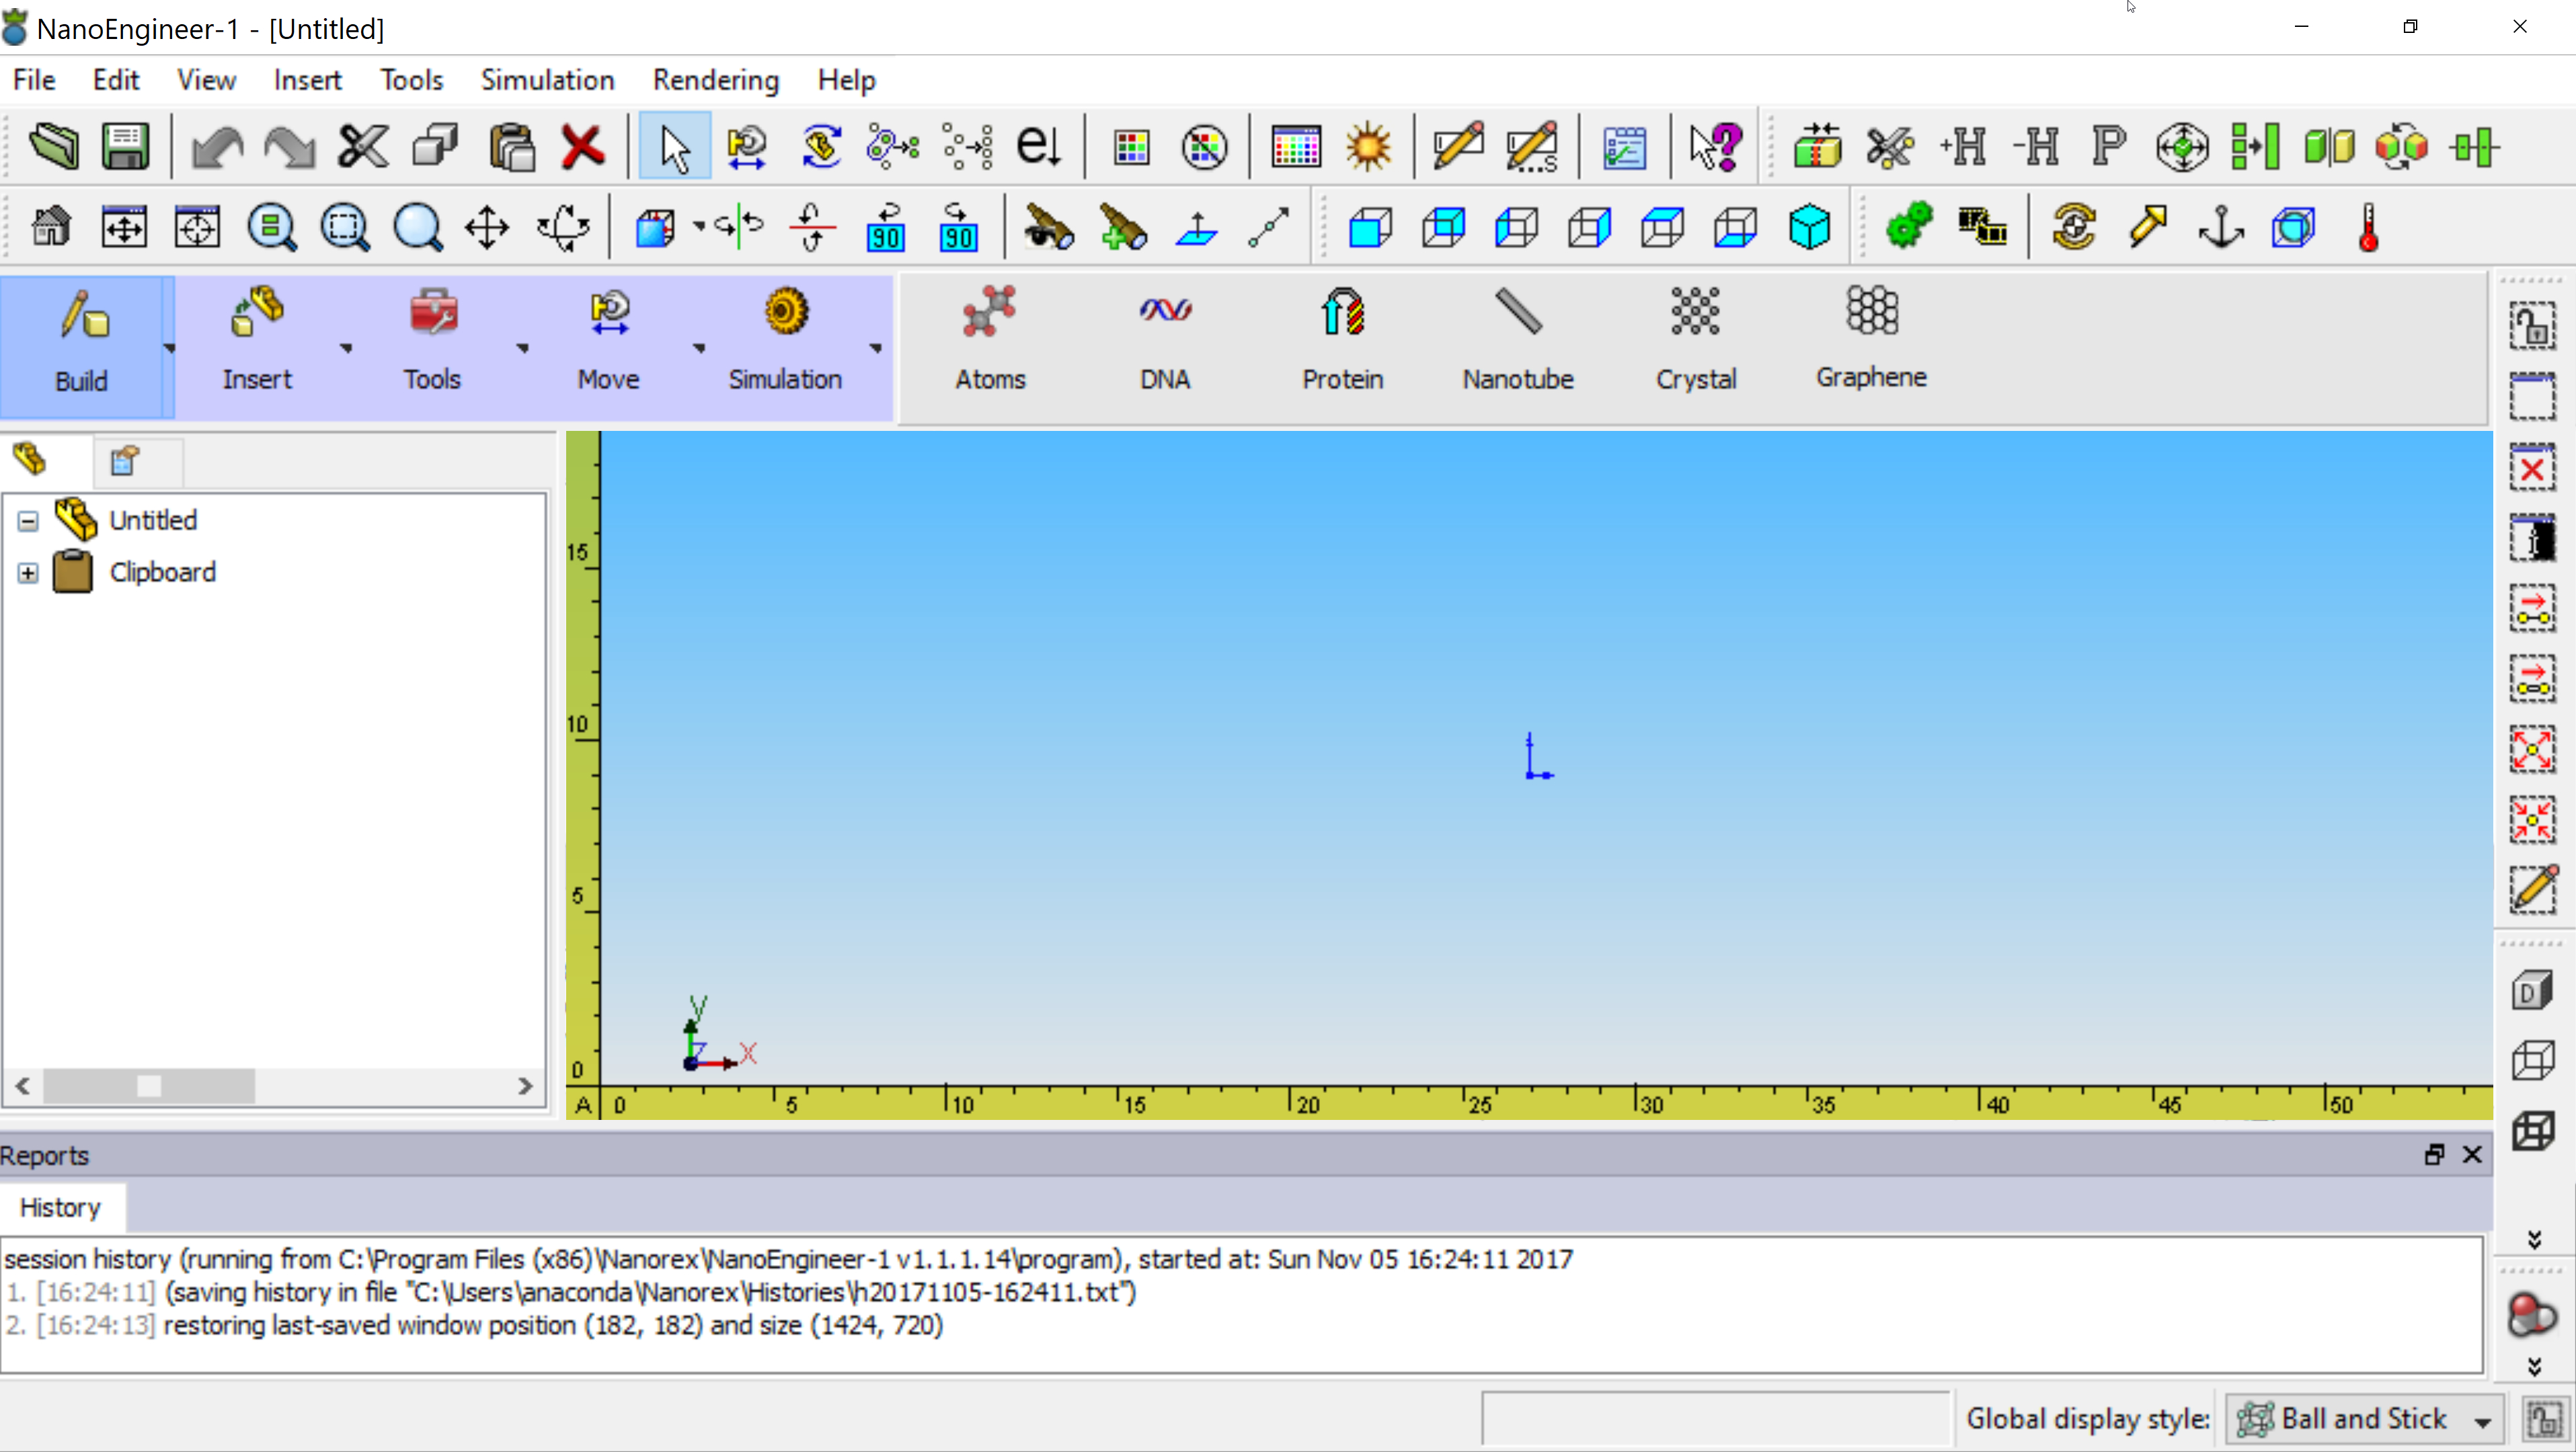 NanoEngineer-1 - [Untitled]
File Edit View Insert Tools Simulation Rendering Help
e +H -H P
90 90
Build Insert Tools Move Simulation Atoms DNA Protein Nanotube Crystal Graphene
Untitled
Clipboard
15
10
5
0
y
z x
A 0 5 10 15 20 25 30 35 40 45 50
D
Reports
History
session history (running from C:\Program Files (x86)\Nanorex\NanoEngineer-1 v1.1.1.14\program), started at: Sun Nov 05 16:24:11 2017
1. [16:24:11] (saving history in file "C:\Users\anaconda\Nanorex\Histories\h20171105-162411.txt")
2. [16:24:13] restoring last-saved window position (182, 182) and size (1424, 720)
Global display style: Ball and Stick